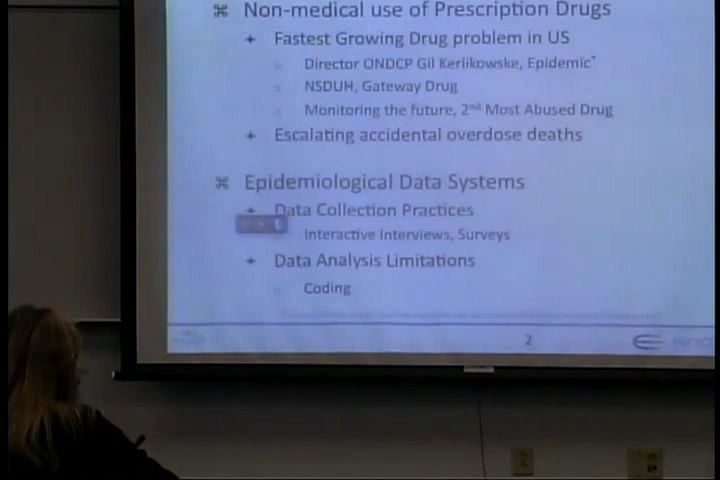 ⌘ Non-medical use of Prescription Drugs
+ Fastest Growing Drug problem in US
Director ONDCP Gil Kerlikowske, Epidemic*
NSDUH, Gateway Drug
Monitoring the future, 2nd Most Abused Drug
+ Escalating accidental overdose deaths
⌘ Epidemiological Data Systems
+ Data Collection Practices
Interactive Interviews, Surveys
+ Data Analysis Limitations
Coding
2